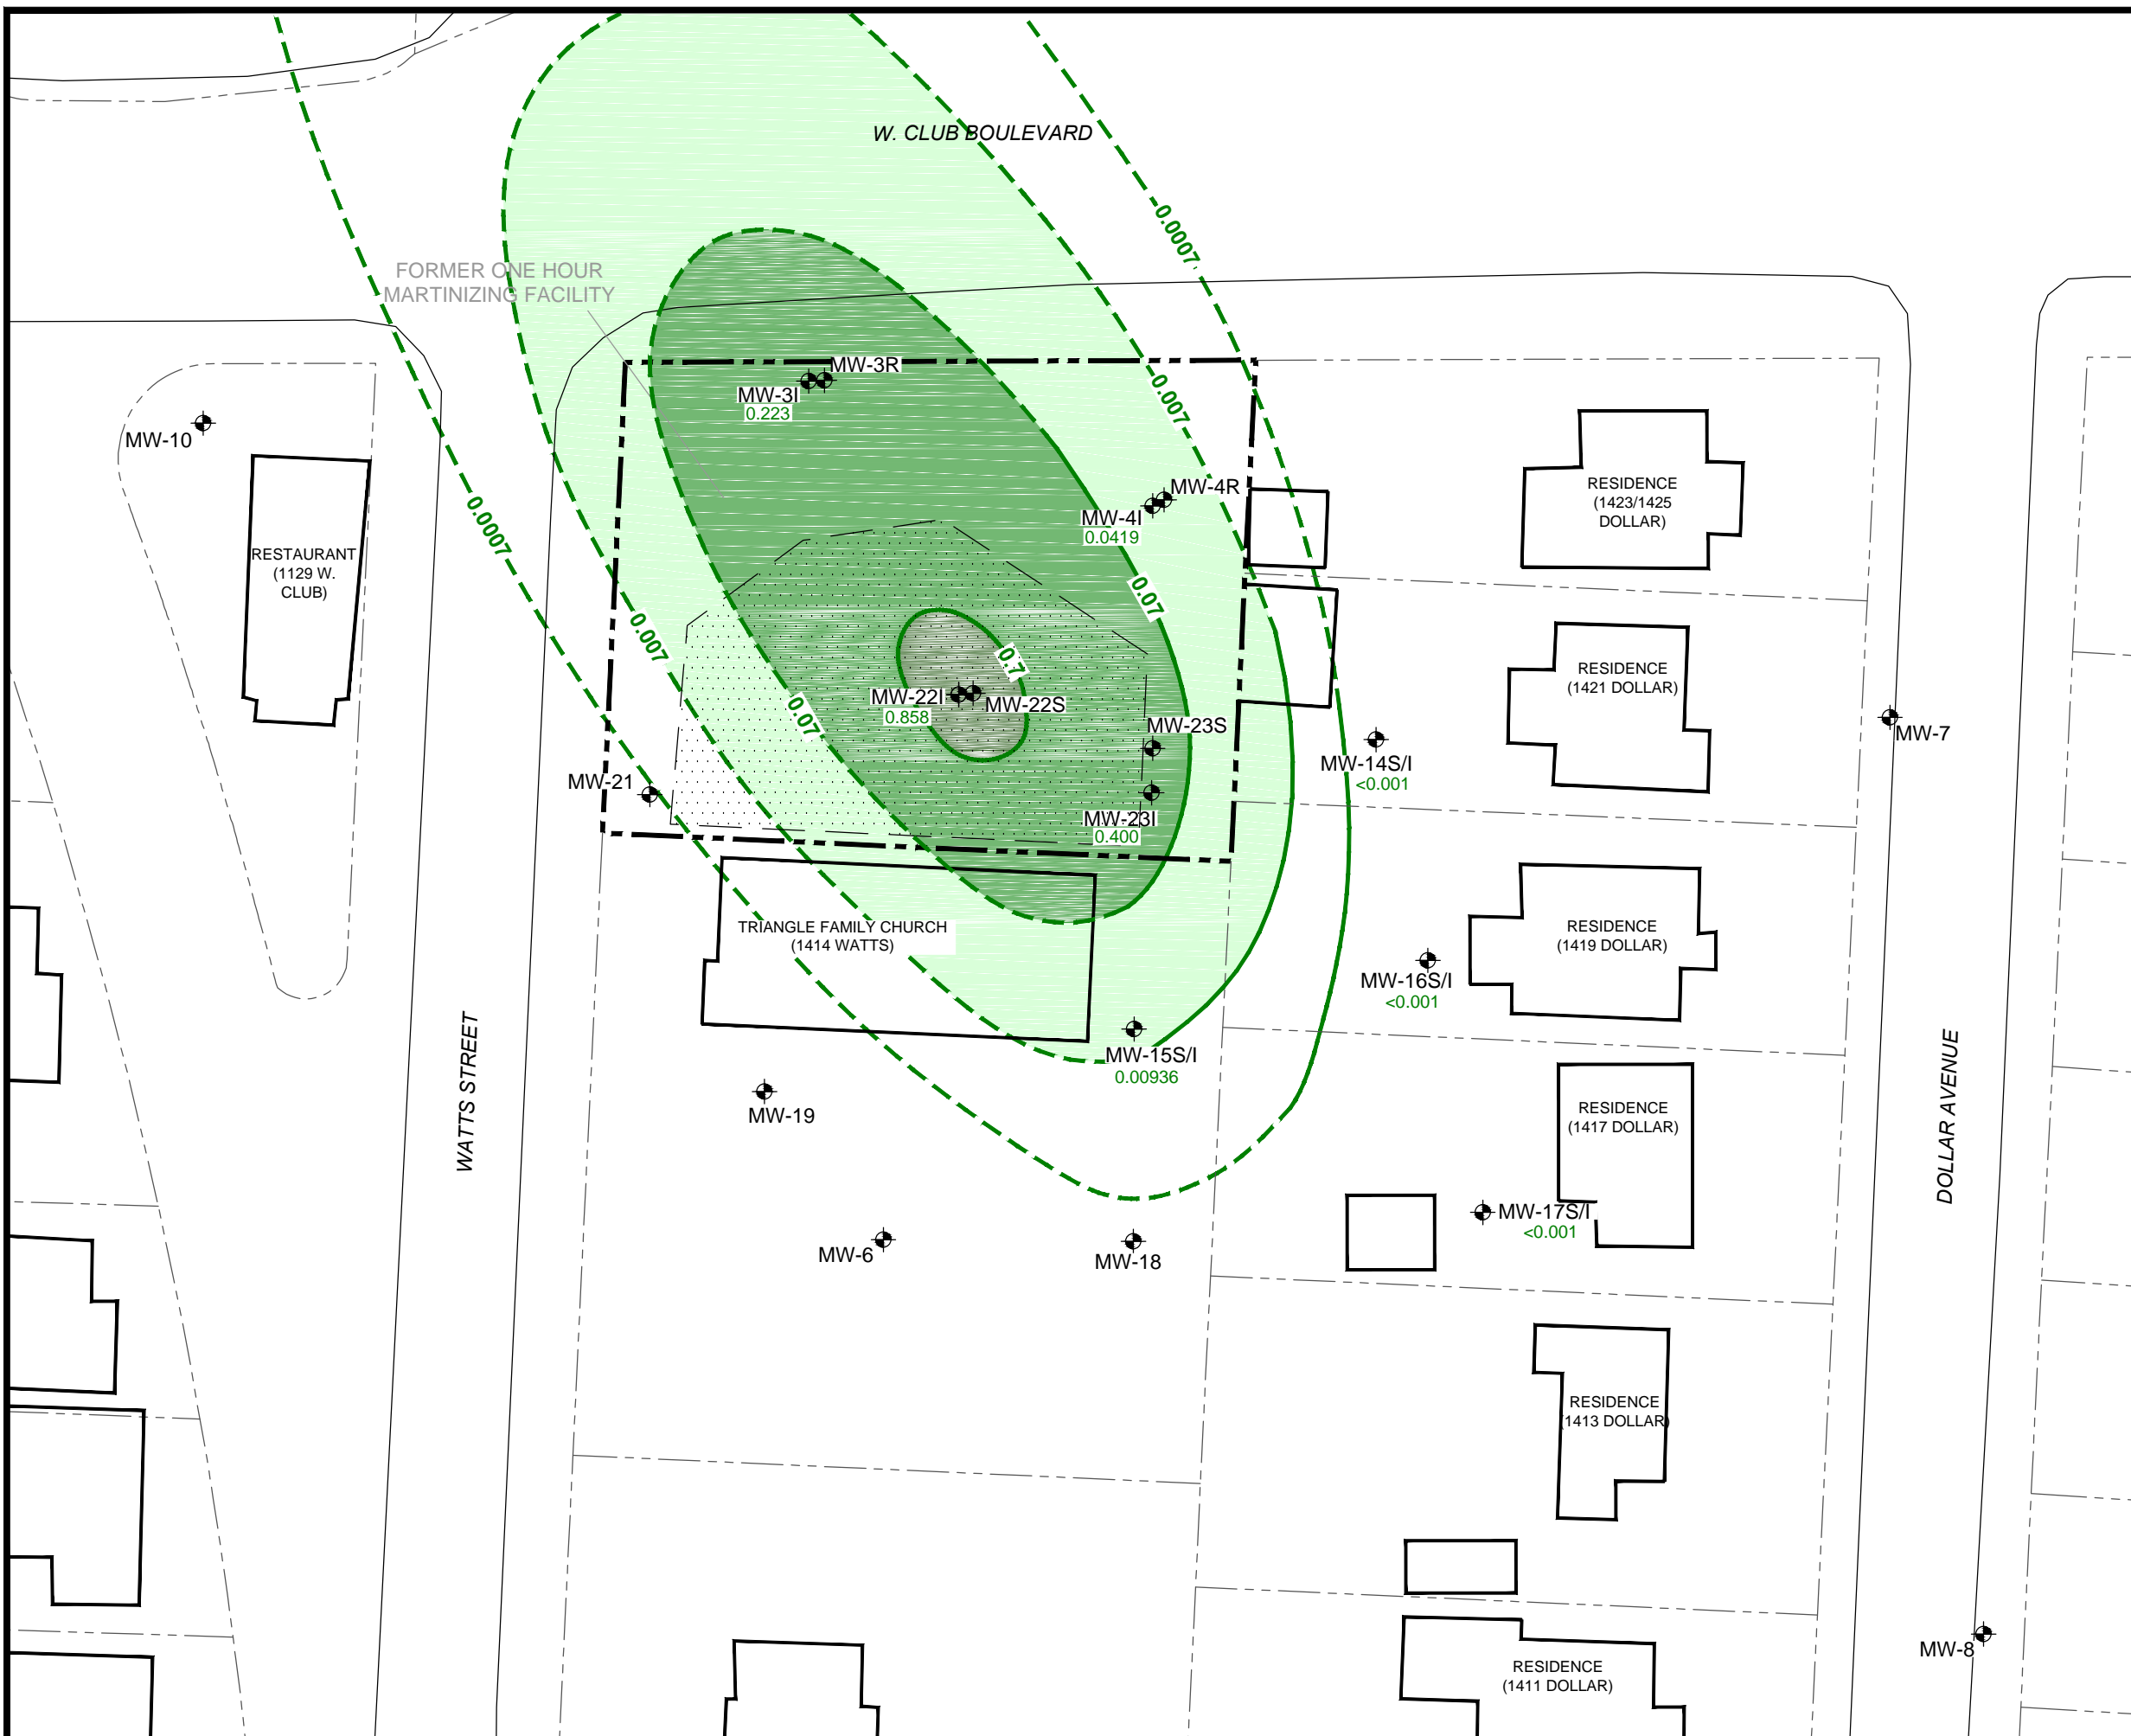 W. CLUB BOULEVARD
0.0007
FORMER ONE HOUR
MARTINIZING FACILITY
MW-3R
MW-3I
0.223
0.007
MW-10
MW-4R
MW-4I
0.0419
RESIDENCE
(1423/1425
DOLLAR)
0.0007
RESTAURANT
(1129 W.
CLUB)
0.07
0.007
0.7
RESIDENCE
(1421 DOLLAR)
MW-22I
0.858
MW-22S
0.07
MW-23S
MW-7
MW-14S/I
<0.001
MW-21
MW-23I
0.400
TRIANGLE FAMILY CHURCH
(1414 WATTS)
RESIDENCE
(1419 DOLLAR)
MW-16S/I
<0.001
MW-15S/I
0.00936
WATTS STREET
DOLLAR AVENUE
MW-19
RESIDENCE
(1417 DOLLAR)
MW-17S/I
<0.001
MW-6
MW-18
RESIDENCE
(1413 DOLLAR)
MW-8
RESIDENCE
(1411 DOLLAR)